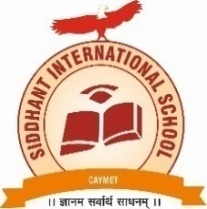 SIDDHANT INTERNATIONAL SCHOOL
CAYMET
।। ज्ञानम सर्वार्थ साधनम् ।।